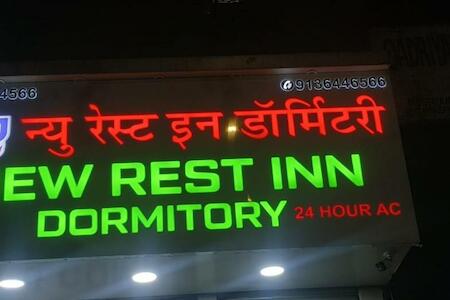 4566 9136446566
न्यु रेस्ट इन डॉर्मिटरी
EW REST INN
DORMITORY 24 HOUR AC